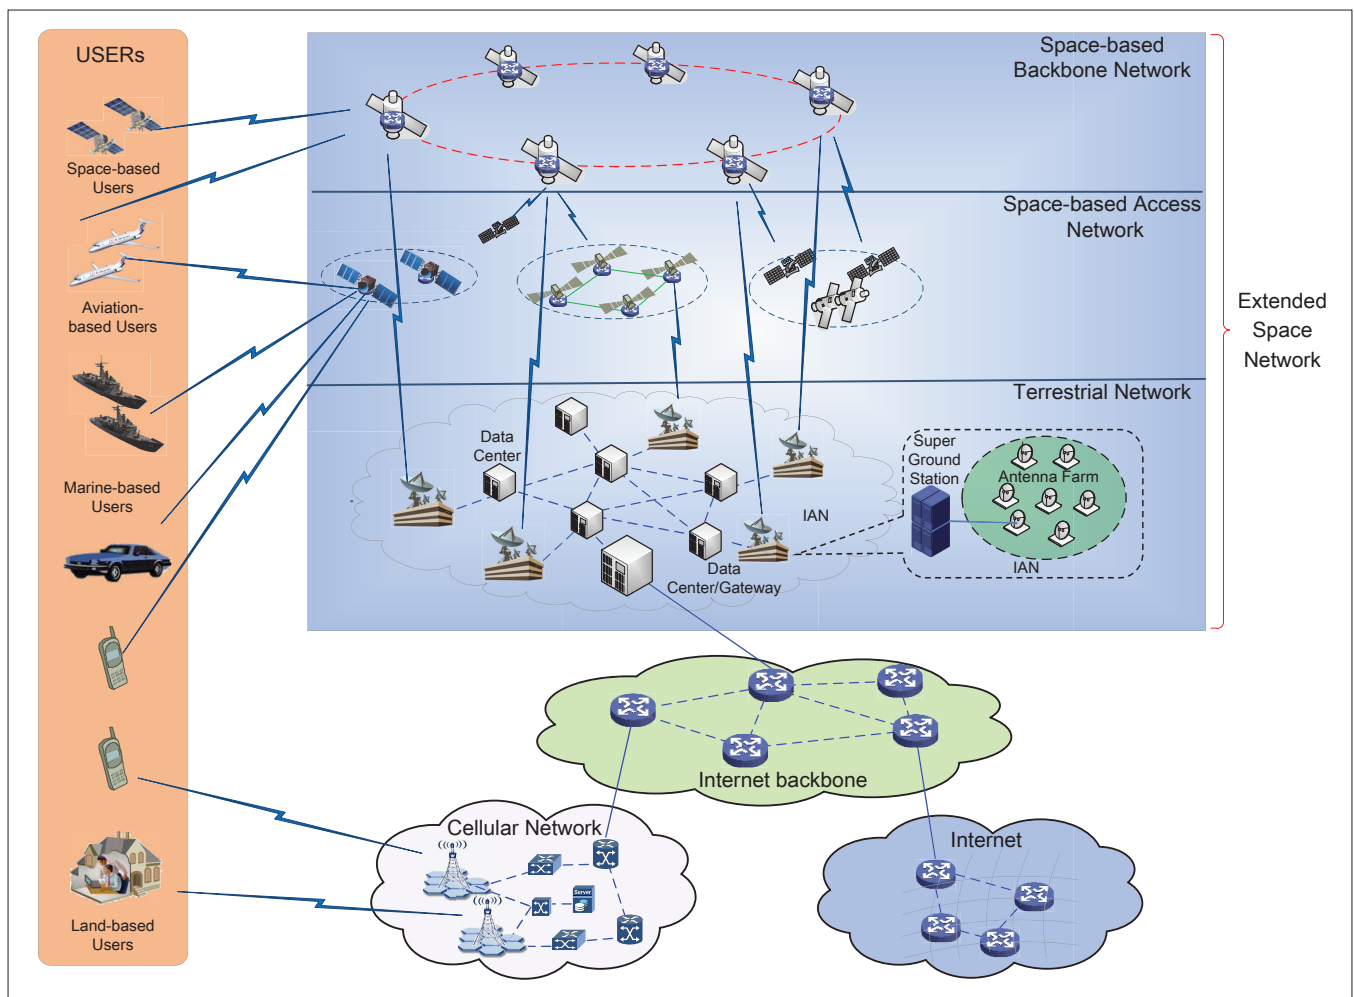 USERs
Space-based
Users
Aviation-
based Users
Marine-based
Users
Land-based
Users
Space-based
Backbone Network
Space-based Access
Network
Terrestrial Network
Extended
Space
Network
Data
Center
IAN
Data
Center/Gateway
Super
Ground
Station
Antenna Farm
IAN
Internet backbone
Cellular Network
Server
Internet